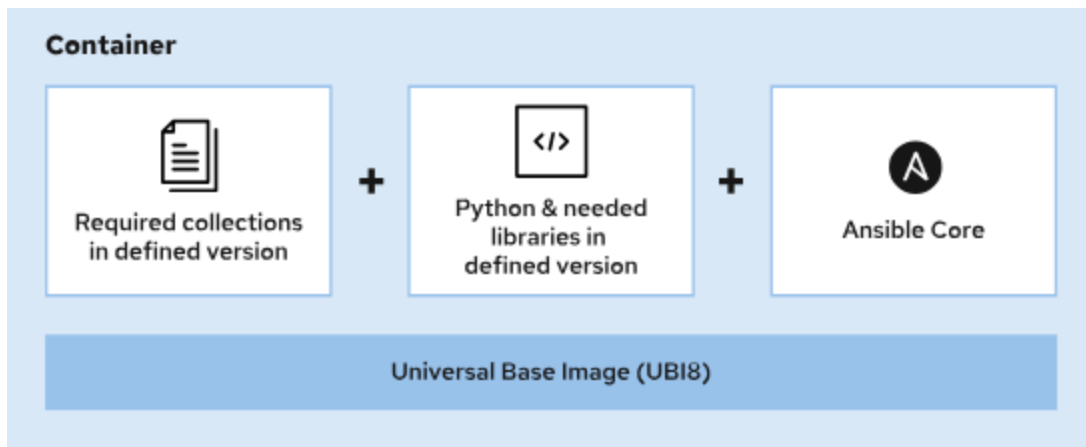 Container
Required collections
in defined version
+
</>
Python & needed
libraries in
defined version
+
Ansible Core
Universal Base Image (UBI8)